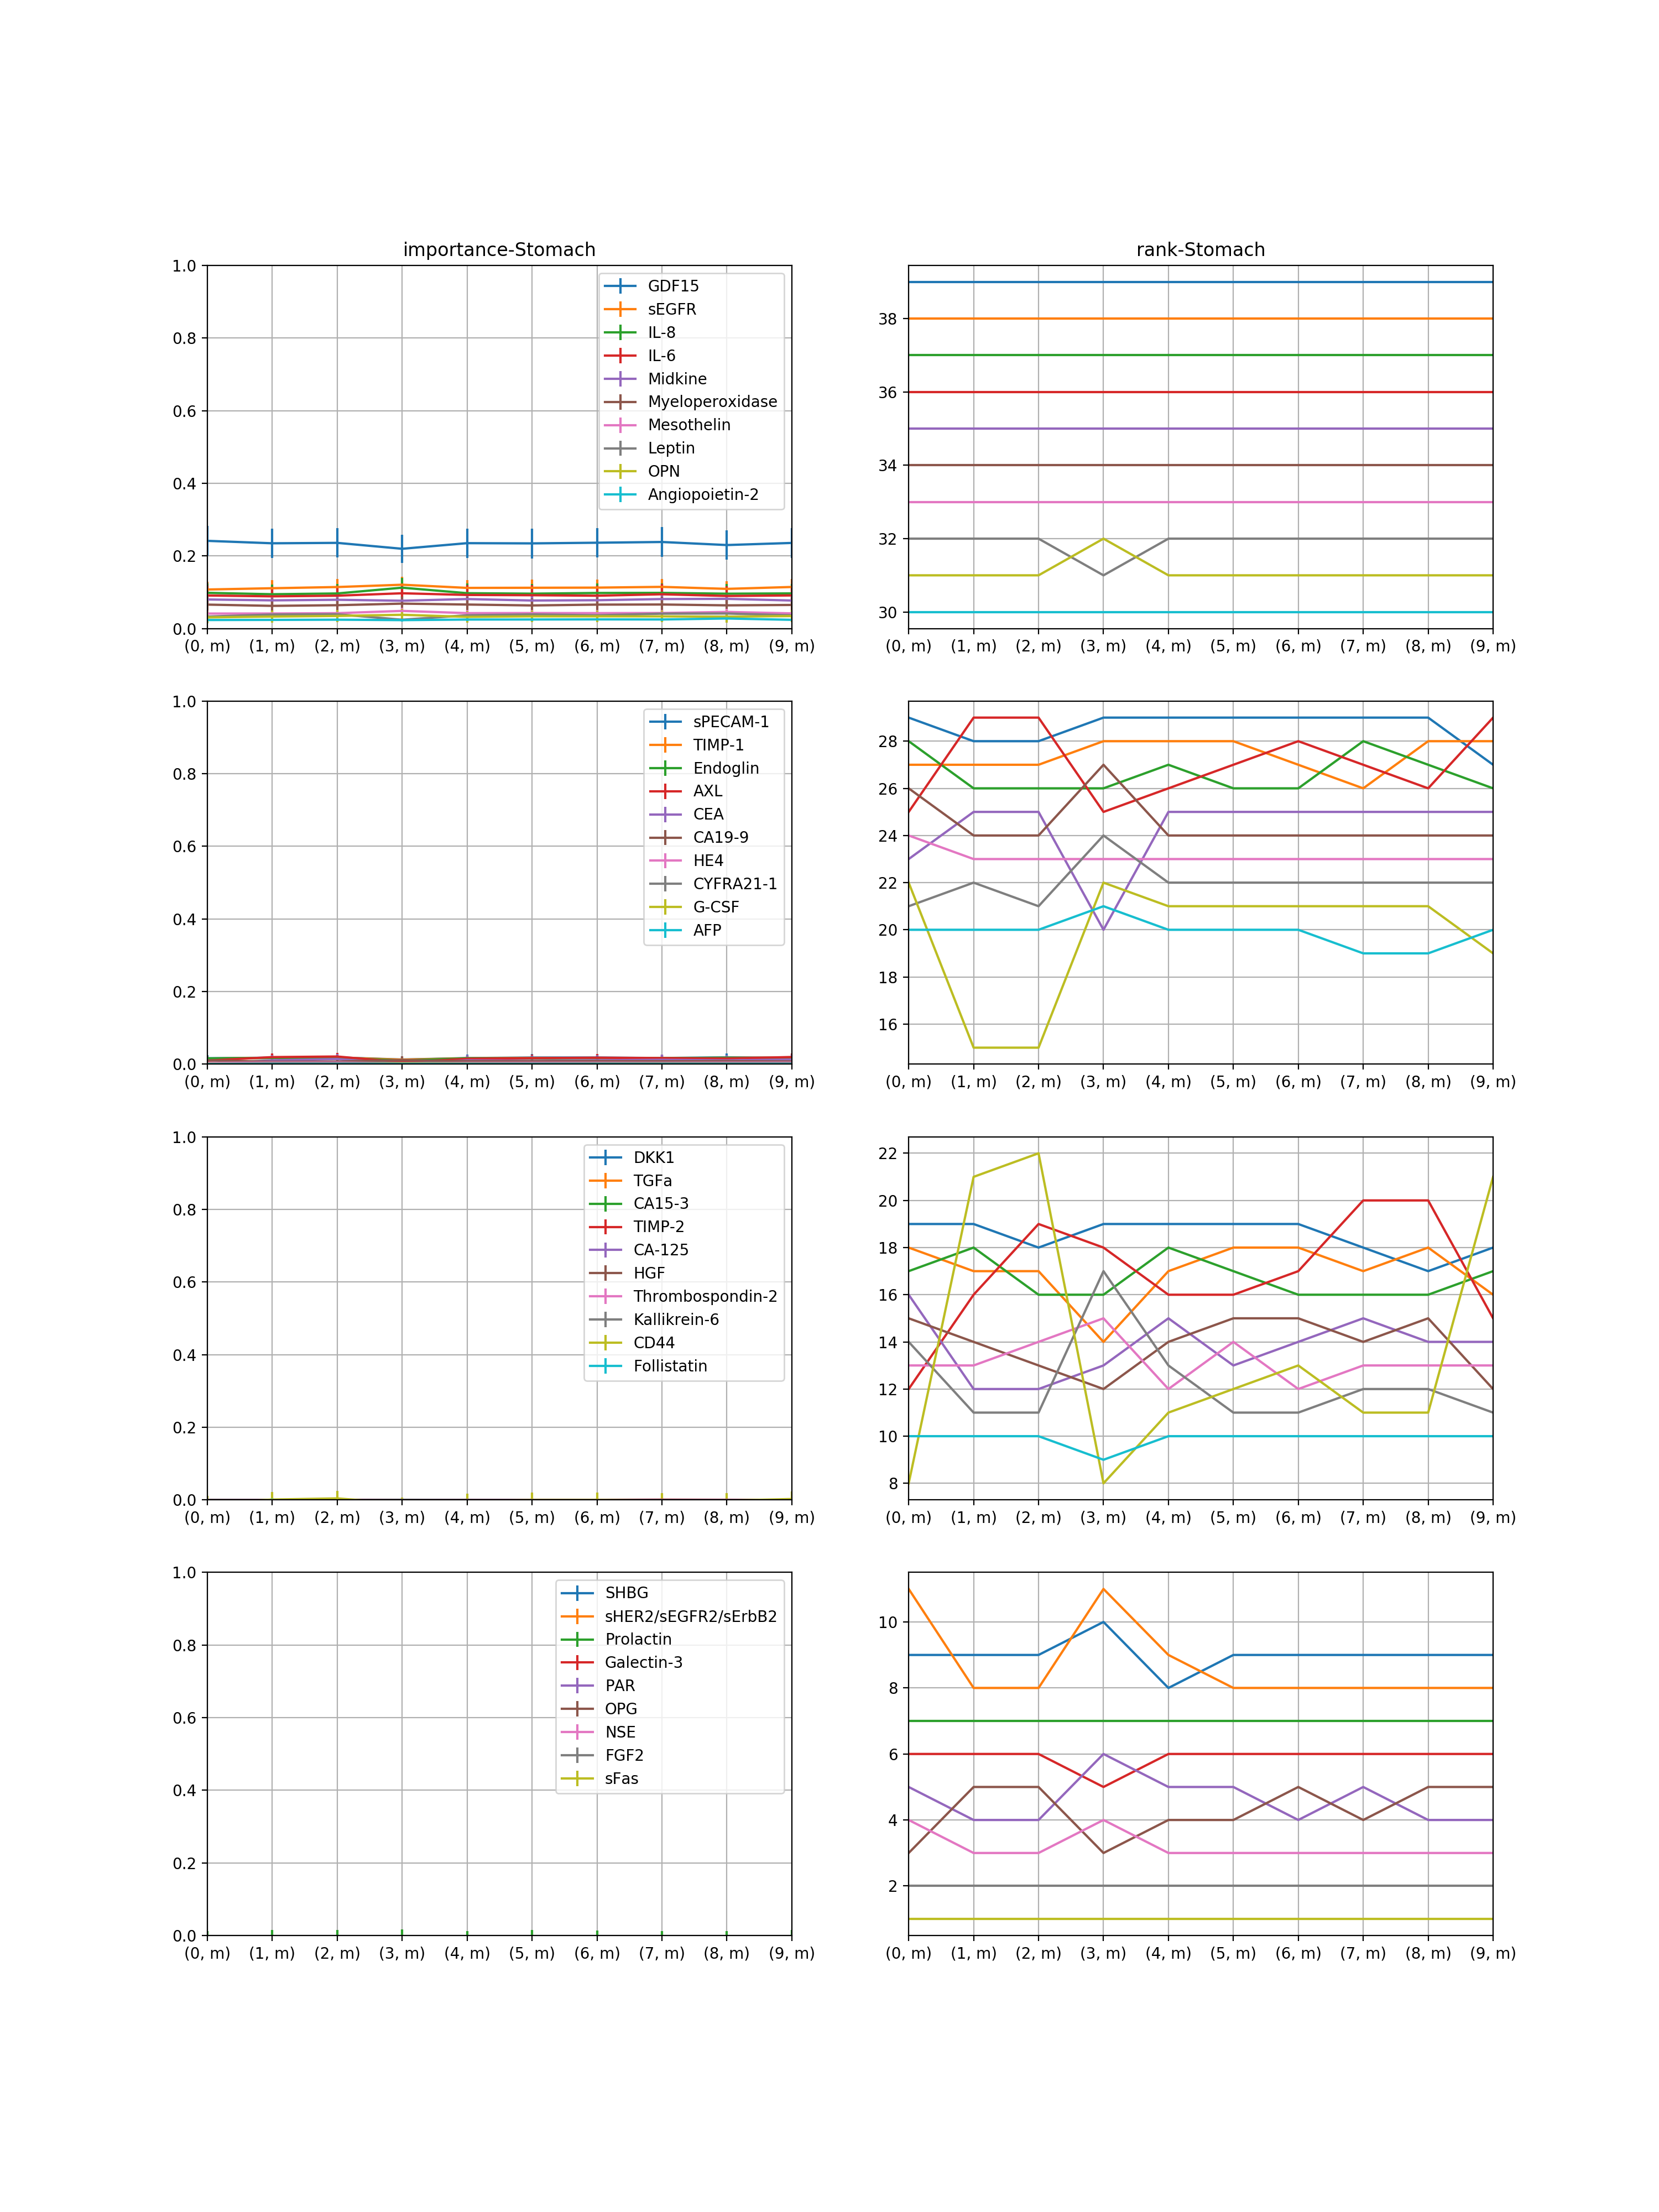 importance-Stomach
rank-Stomach
1.0
0.8
0.6
0.4
0.2
0.0
GDF15
sEGFR
IL-8
IL-6
Midkine
Myeloperoxidase
Mesothelin
Leptin
OPN
Angiopoietin-2
(0, m) (1, m) (2, m) (3, m) (4, m) (5, m) (6, m) (7, m) (8, m) (9, m)
38
36
34
32
30
(0, m) (1, m) (2, m) (3, m) (4, m) (5, m) (6, m) (7, m) (8, m) (9, m)
1.0
0.8
0.6
0.4
0.2
0.0
sPECAM-1
TIMP-1
Endoglin
AXL
CEA
CA19-9
HE4
CYFRA21-1
G-CSF
AFP
(0, m) (1, m) (2, m) (3, m) (4, m) (5, m) (6, m) (7, m) (8, m) (9, m)
28
26
24
22
20
18
16
(0, m) (1, m) (2, m) (3, m) (4, m) (5, m) (6, m) (7, m) (8, m) (9, m)
1.0
0.8
0.6
0.4
0.2
0.0
DKK1
TGFa
CA15-3
TIMP-2
CA-125
HGF
Thrombospondin-2
Kallikrein-6
CD44
Follistatin
(0, m) (1, m) (2, m) (3, m) (4, m) (5, m) (6, m) (7, m) (8, m) (9, m)
22
20
18
16
14
12
10
8
(0, m) (1, m) (2, m) (3, m) (4, m) (5, m) (6, m) (7, m) (8, m) (9, m)
1.0
0.8
0.6
0.4
0.2
0.0
SHBG
sHER2/sEGFR2/sErbB2
Prolactin
Galectin-3
PAR
OPG
NSE
FGF2
sFas
(0, m) (1, m) (2, m) (3, m) (4, m) (5, m) (6, m) (7, m) (8, m) (9, m)
10
8
6
4
2
(0, m) (1, m) (2, m) (3, m) (4, m) (5, m) (6, m) (7, m) (8, m) (9, m)